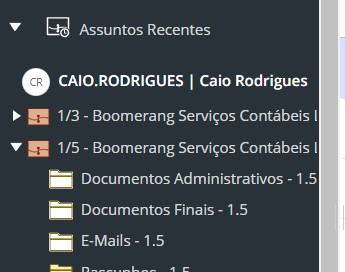 Assuntos Recentes
CR CAIO.RODRIGUES | Caio Rodrigues
1/3 - Boomerang Serviços Contábeis L
1/5 - Boomerang Serviços Contábeis L
Documentos Administrativos - 1.5
Documentos Finais - 1.5
E-Mails - 1.5
Rascunhos - 1.5